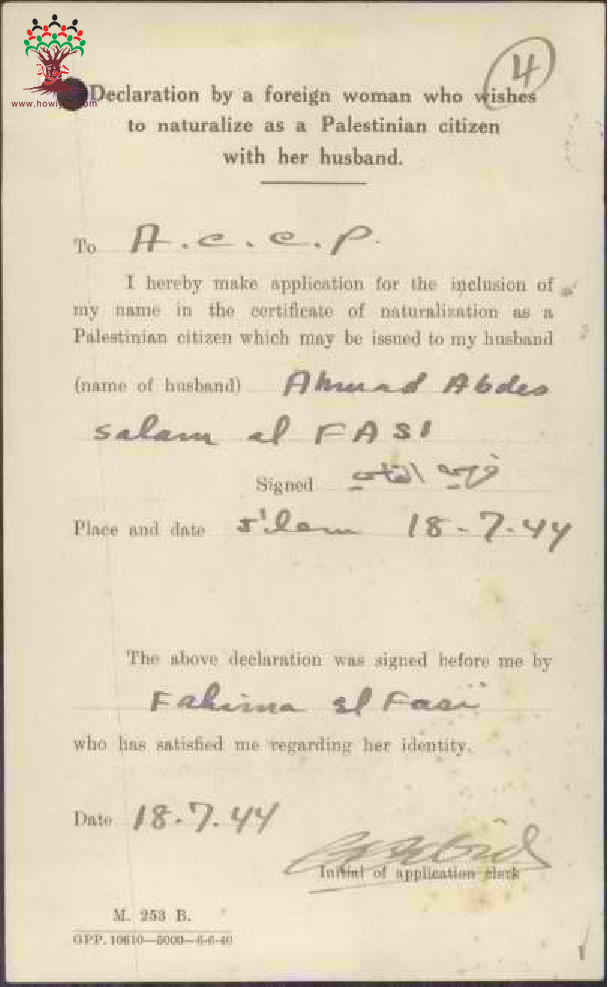 4
www.how
.com
Declaration by a foreign woman who wishes
to naturalize as a Palestinian citizen
with her husband.
To A.C.C.P.
I hereby make application for the inclusion of
my name in the certificate of naturalization as a
Palestinian citizen which may be issued to my husband
(name of husband) Ahmad Abdes
salam el FASI
Signed فهيمه الفاسي
Place and date J'lem 18-7-44
The above declaration was signed before me by
Fahima el Fasi
who has satisfied me regarding her identity.
Date 18.7.44
Initial of application clerk
M. 253 B.
GPP. 10610—5000—6-6-40